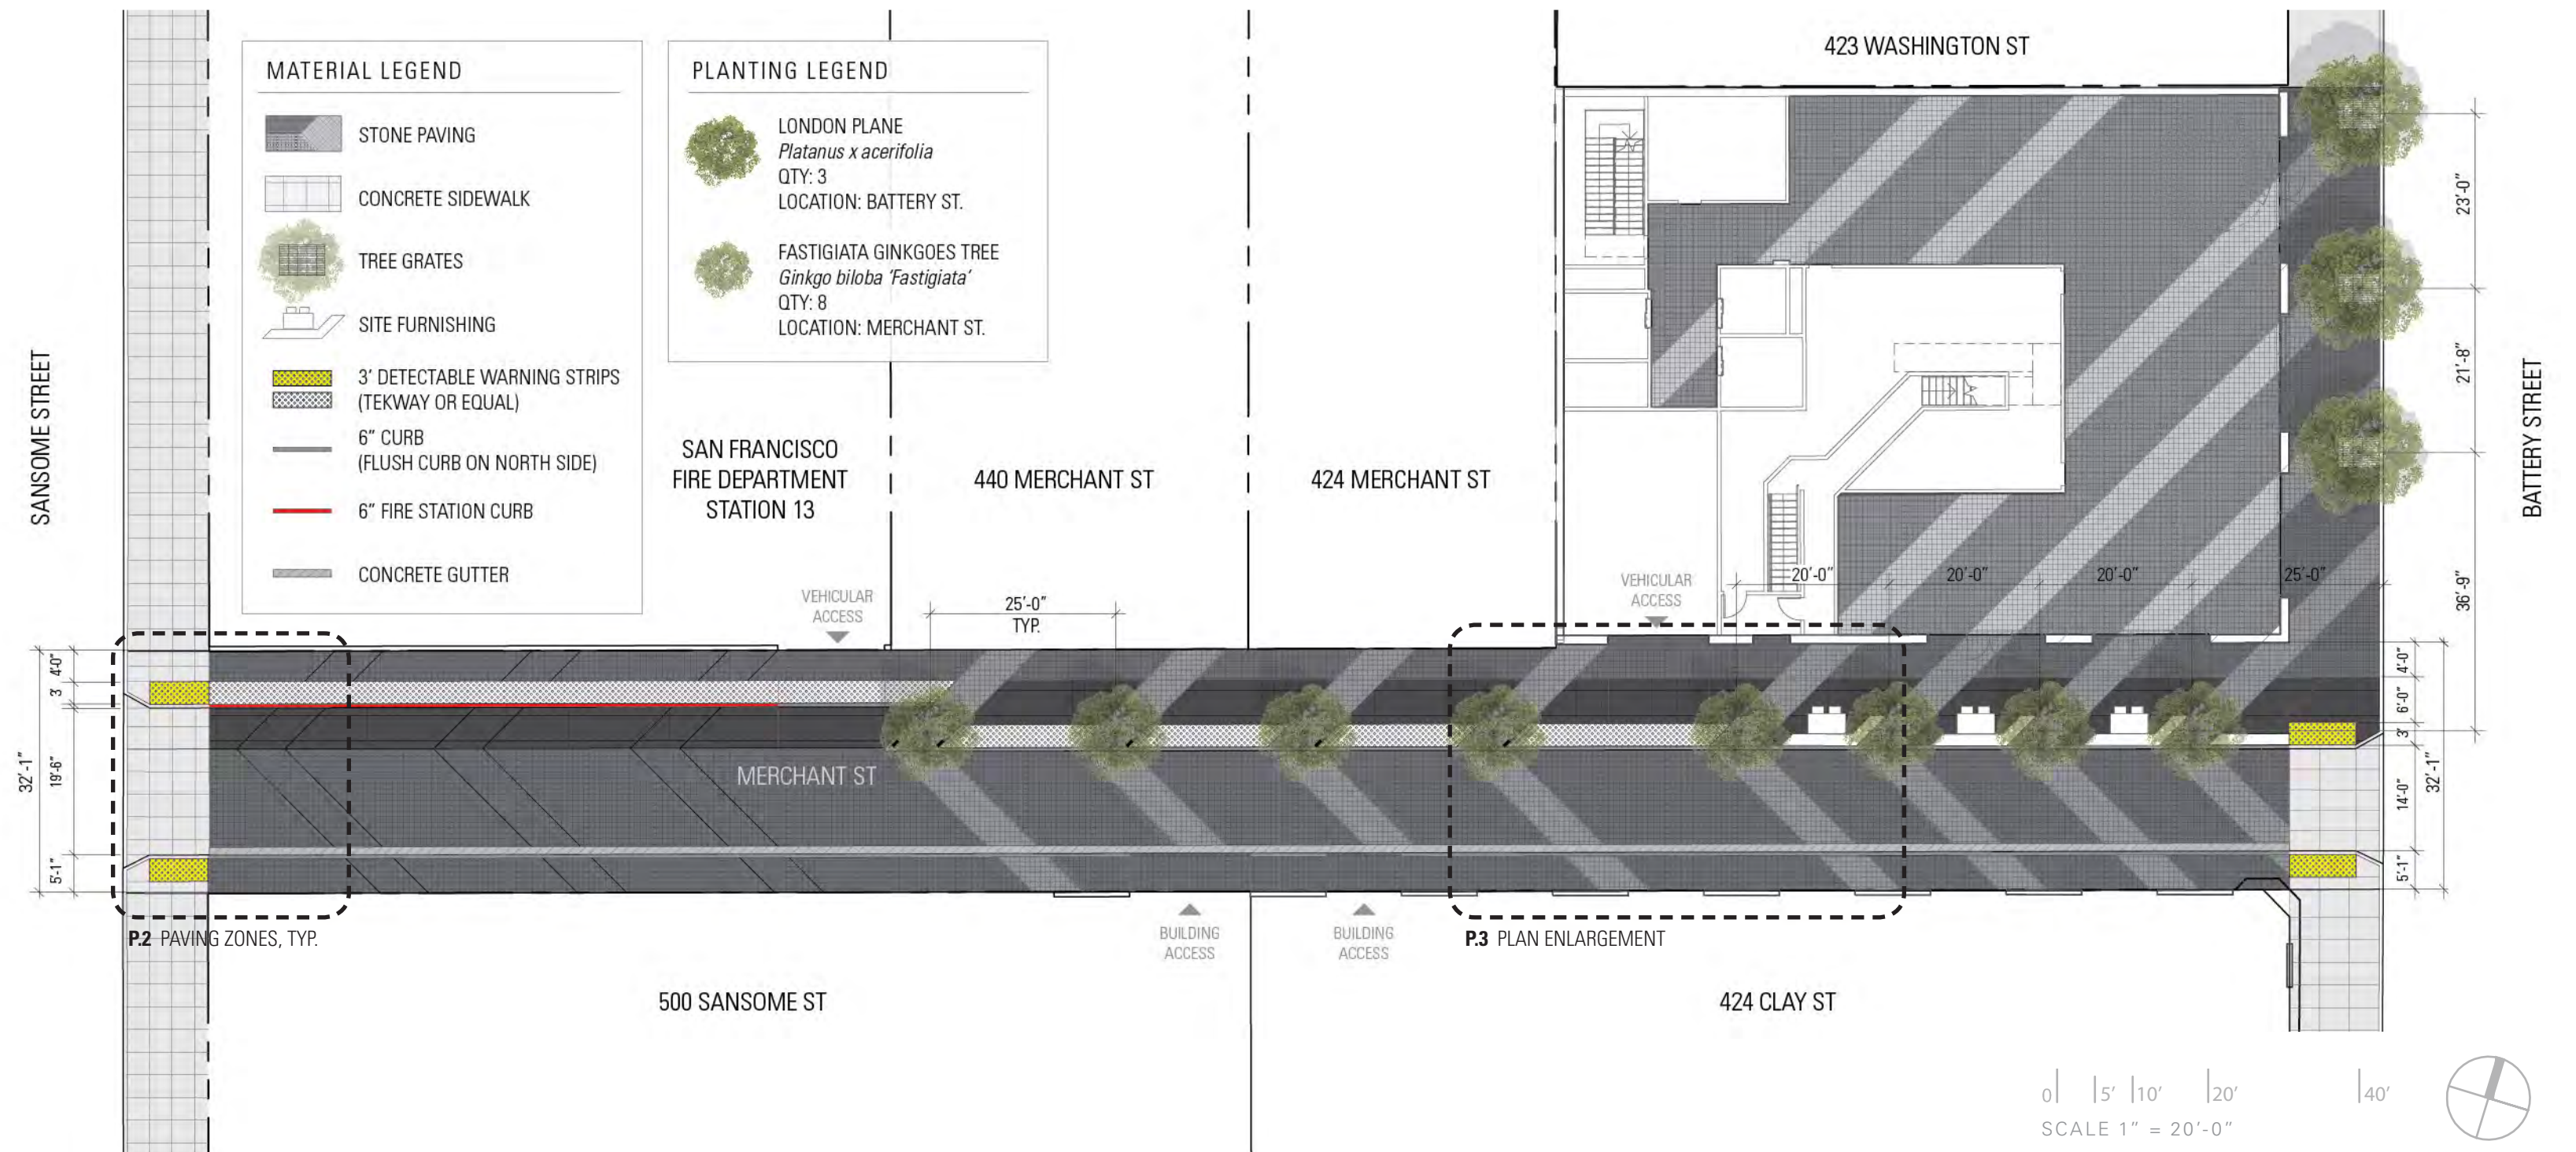 423 WASHINGTON ST
MATERIAL LEGEND
STONE PAVING
CONCRETE SIDEWALK
TREE GRATES
SITE FURNISHING
3’ DETECTABLE WARNING STRIPS
(TEKWAY OR EQUAL)
6” CURB
(FLUSH CURB ON NORTH SIDE)
6” FIRE STATION CURB
CONCRETE GUTTER
PLANTING LEGEND
LONDON PLANE
Platanus x acerifolia
QTY: 3
LOCATION: BATTERY ST.
FASTIGIATA GINKGOES TREE
Ginkgo biloba ‘Fastigiata’
QTY: 8
LOCATION: MERCHANT ST.
SANSOME STREET
SAN FRANCISCO
FIRE DEPARTMENT
STATION 13
440 MERCHANT ST
424 MERCHANT ST
BATTERY STREET
23’-0”
21’-8”
36’-9”
VEHICULAR
ACCESS
25’-0”
TYP.
VEHICULAR
ACCESS
20’-0”
20’-0”
20’-0”
25’-0”
32’-1”
4’-0”
3’
19’-6”
5’-1”
MERCHANT ST
4’-0”
6’-0”
3’
14’-0”
5’-1”
32’-1”
P.2 PAVING ZONES, TYP.
BUILDING
ACCESS
BUILDING
ACCESS
P.3 PLAN ENLARGEMENT
500 SANSOME ST
424 CLAY ST
0 5’ 10’ 20’ 40’
SCALE 1” = 20’-0”